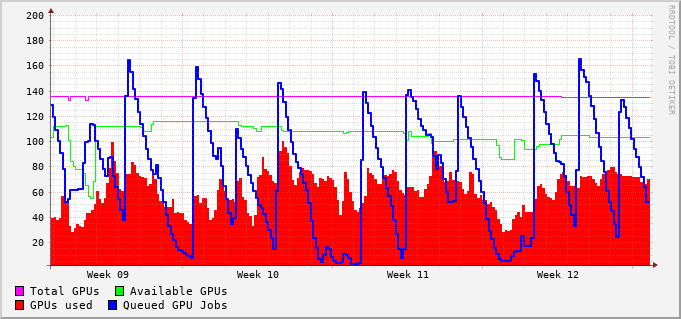 RRDTOOL / TOBI OETIKER
200
180
160
140
120
100
80
60
40
20
Week 09 Week 10 Week 11 Week 12
Total GPUs Available GPUs
GPUs used Queued GPU Jobs